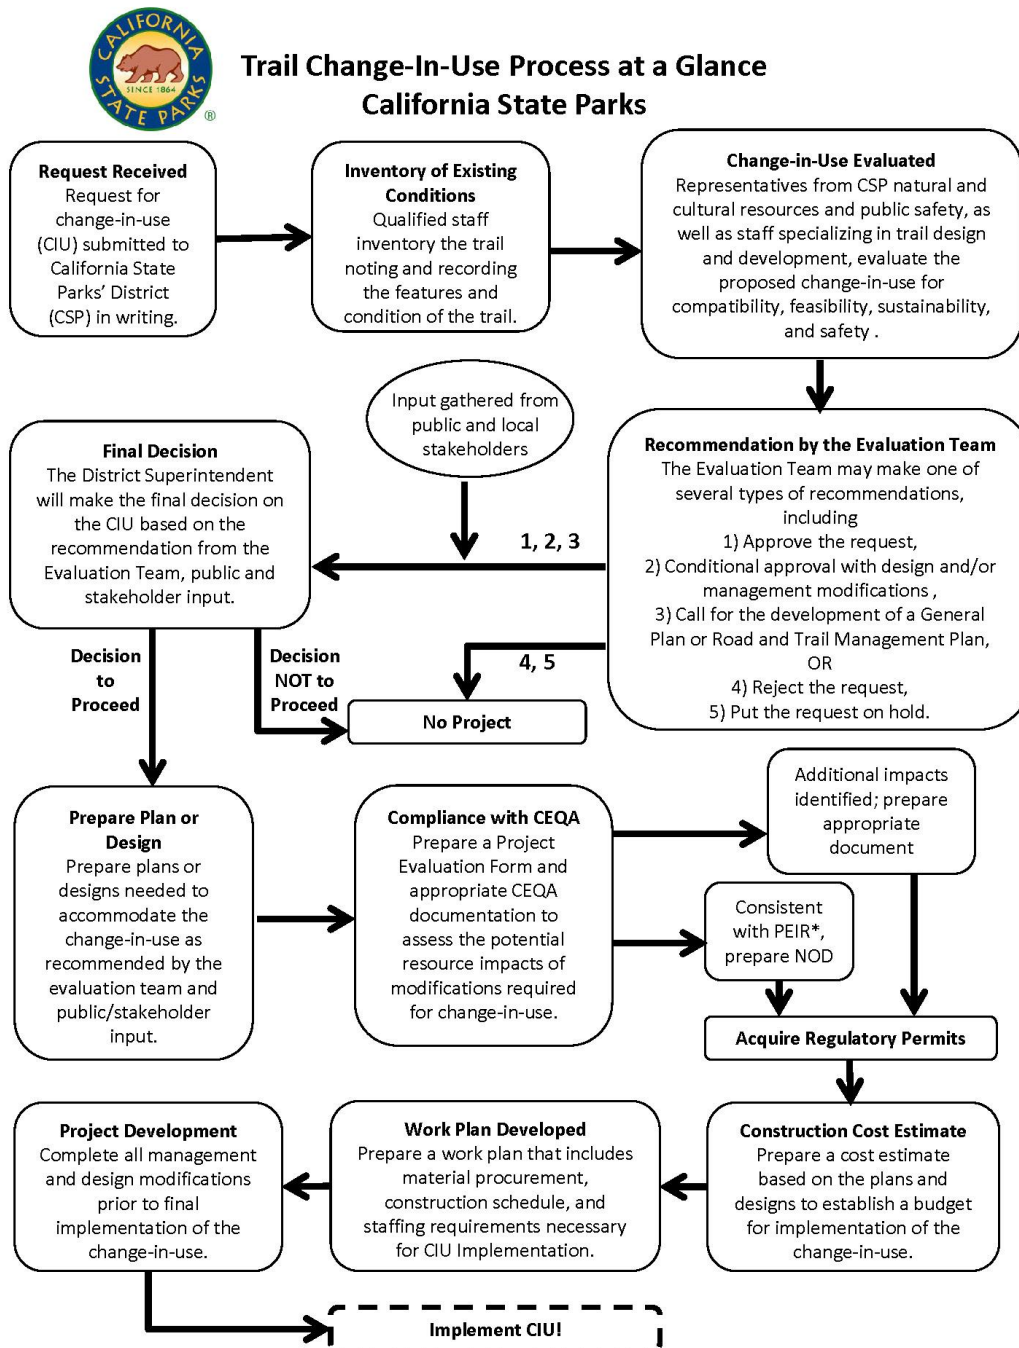 CALIFORNIA
STATE PARKS
SINCE 1864
®
Trail Change-In-Use Process at a Glance
California State Parks
Request Received
Request for
change-in-use
(CIU) submitted to
California State
Parks’ District
(CSP) in writing.
Inventory of Existing
Conditions
Qualified staff
inventory the trail
noting and recording
the features and
condition of the trail.
Change-in-Use Evaluated
Representatives from CSP natural and
cultural resources and public safety, as
well as staff specializing in trail design
and development, evaluate the
proposed change-in-use for
compatibility, feasibility, sustainability,
and safety .
Recommendation by the Evaluation Team
The Evaluation Team may make one of
several types of recommendations,
including
1) Approve the request,
2) Conditional approval with design and/or
management modifications ,
3) Call for the development of a General
Plan or Road and Trail Management Plan,
OR
4) Reject the request,
5) Put the request on hold.
Input gathered from
public and local
stakeholders
1, 2, 3
4, 5
Final Decision
The District Superintendent
will make the final decision on
the CIU based on the
recommendation from the
Evaluation Team, public and
stakeholder input.
Decision
to
Proceed
Decision
NOT to
Proceed
No Project
Prepare Plan or
Design
Prepare plans or
designs needed to
accommodate the
change-in-use as
recommended by the
evaluation team and
public/stakeholder
input.
Compliance with CEQA
Prepare a Project
Evaluation Form and
appropriate CEQA
documentation to
assess the potential
resource impacts of
modifications required
for change-in-use.
Additional impacts
identified; prepare
appropriate
document
Consistent
with PEIR*,
prepare NOD
Acquire Regulatory Permits
Construction Cost Estimate
Prepare a cost estimate
based on the plans and
designs to establish a budget
for implementation of the
change-in-use.
Work Plan Developed
Prepare a work plan that includes
material procurement,
construction schedule, and
staffing requirements necessary
for CIU Implementation.
Project Development
Complete all management
and design modifications
prior to final
implementation of the
change-in-use.
Implement CIU!